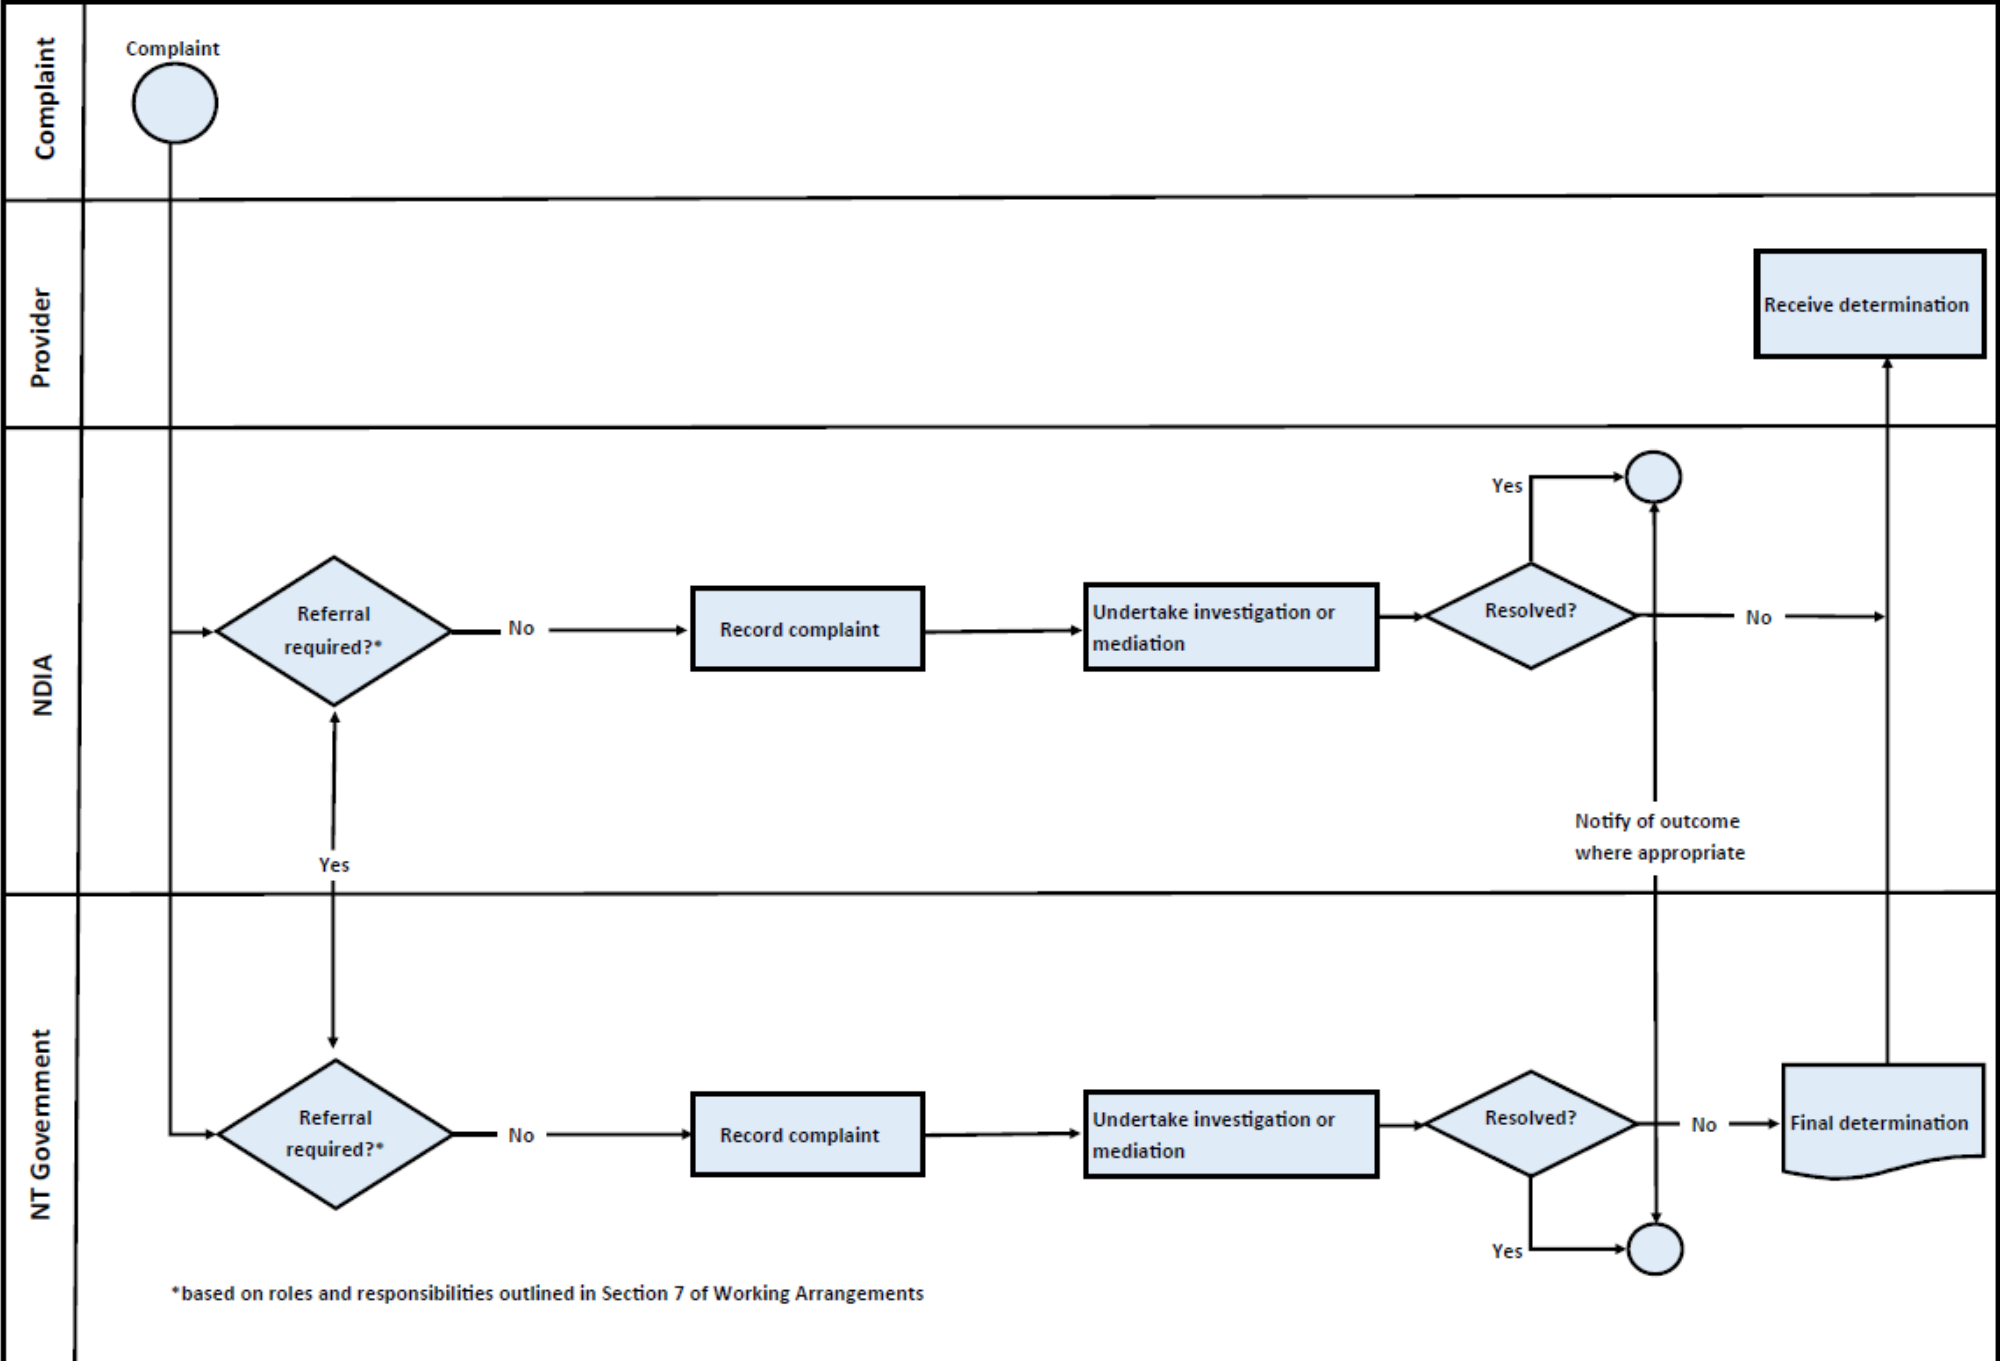 Complaint
Complaint
Provider
Receive determination
NDIA
Yes
Referral
required?*
No
Record complaint
Undertake investigation or
mediation
Resolved?
No
Yes
Notify of outcome
where appropriate
NT Government
Referral
required?*
No
Record complaint
Undertake investigation or
mediation
Resolved?
No
Final determination
Yes
*based on roles and responsibilities outlined in Section 7 of Working Arrangements